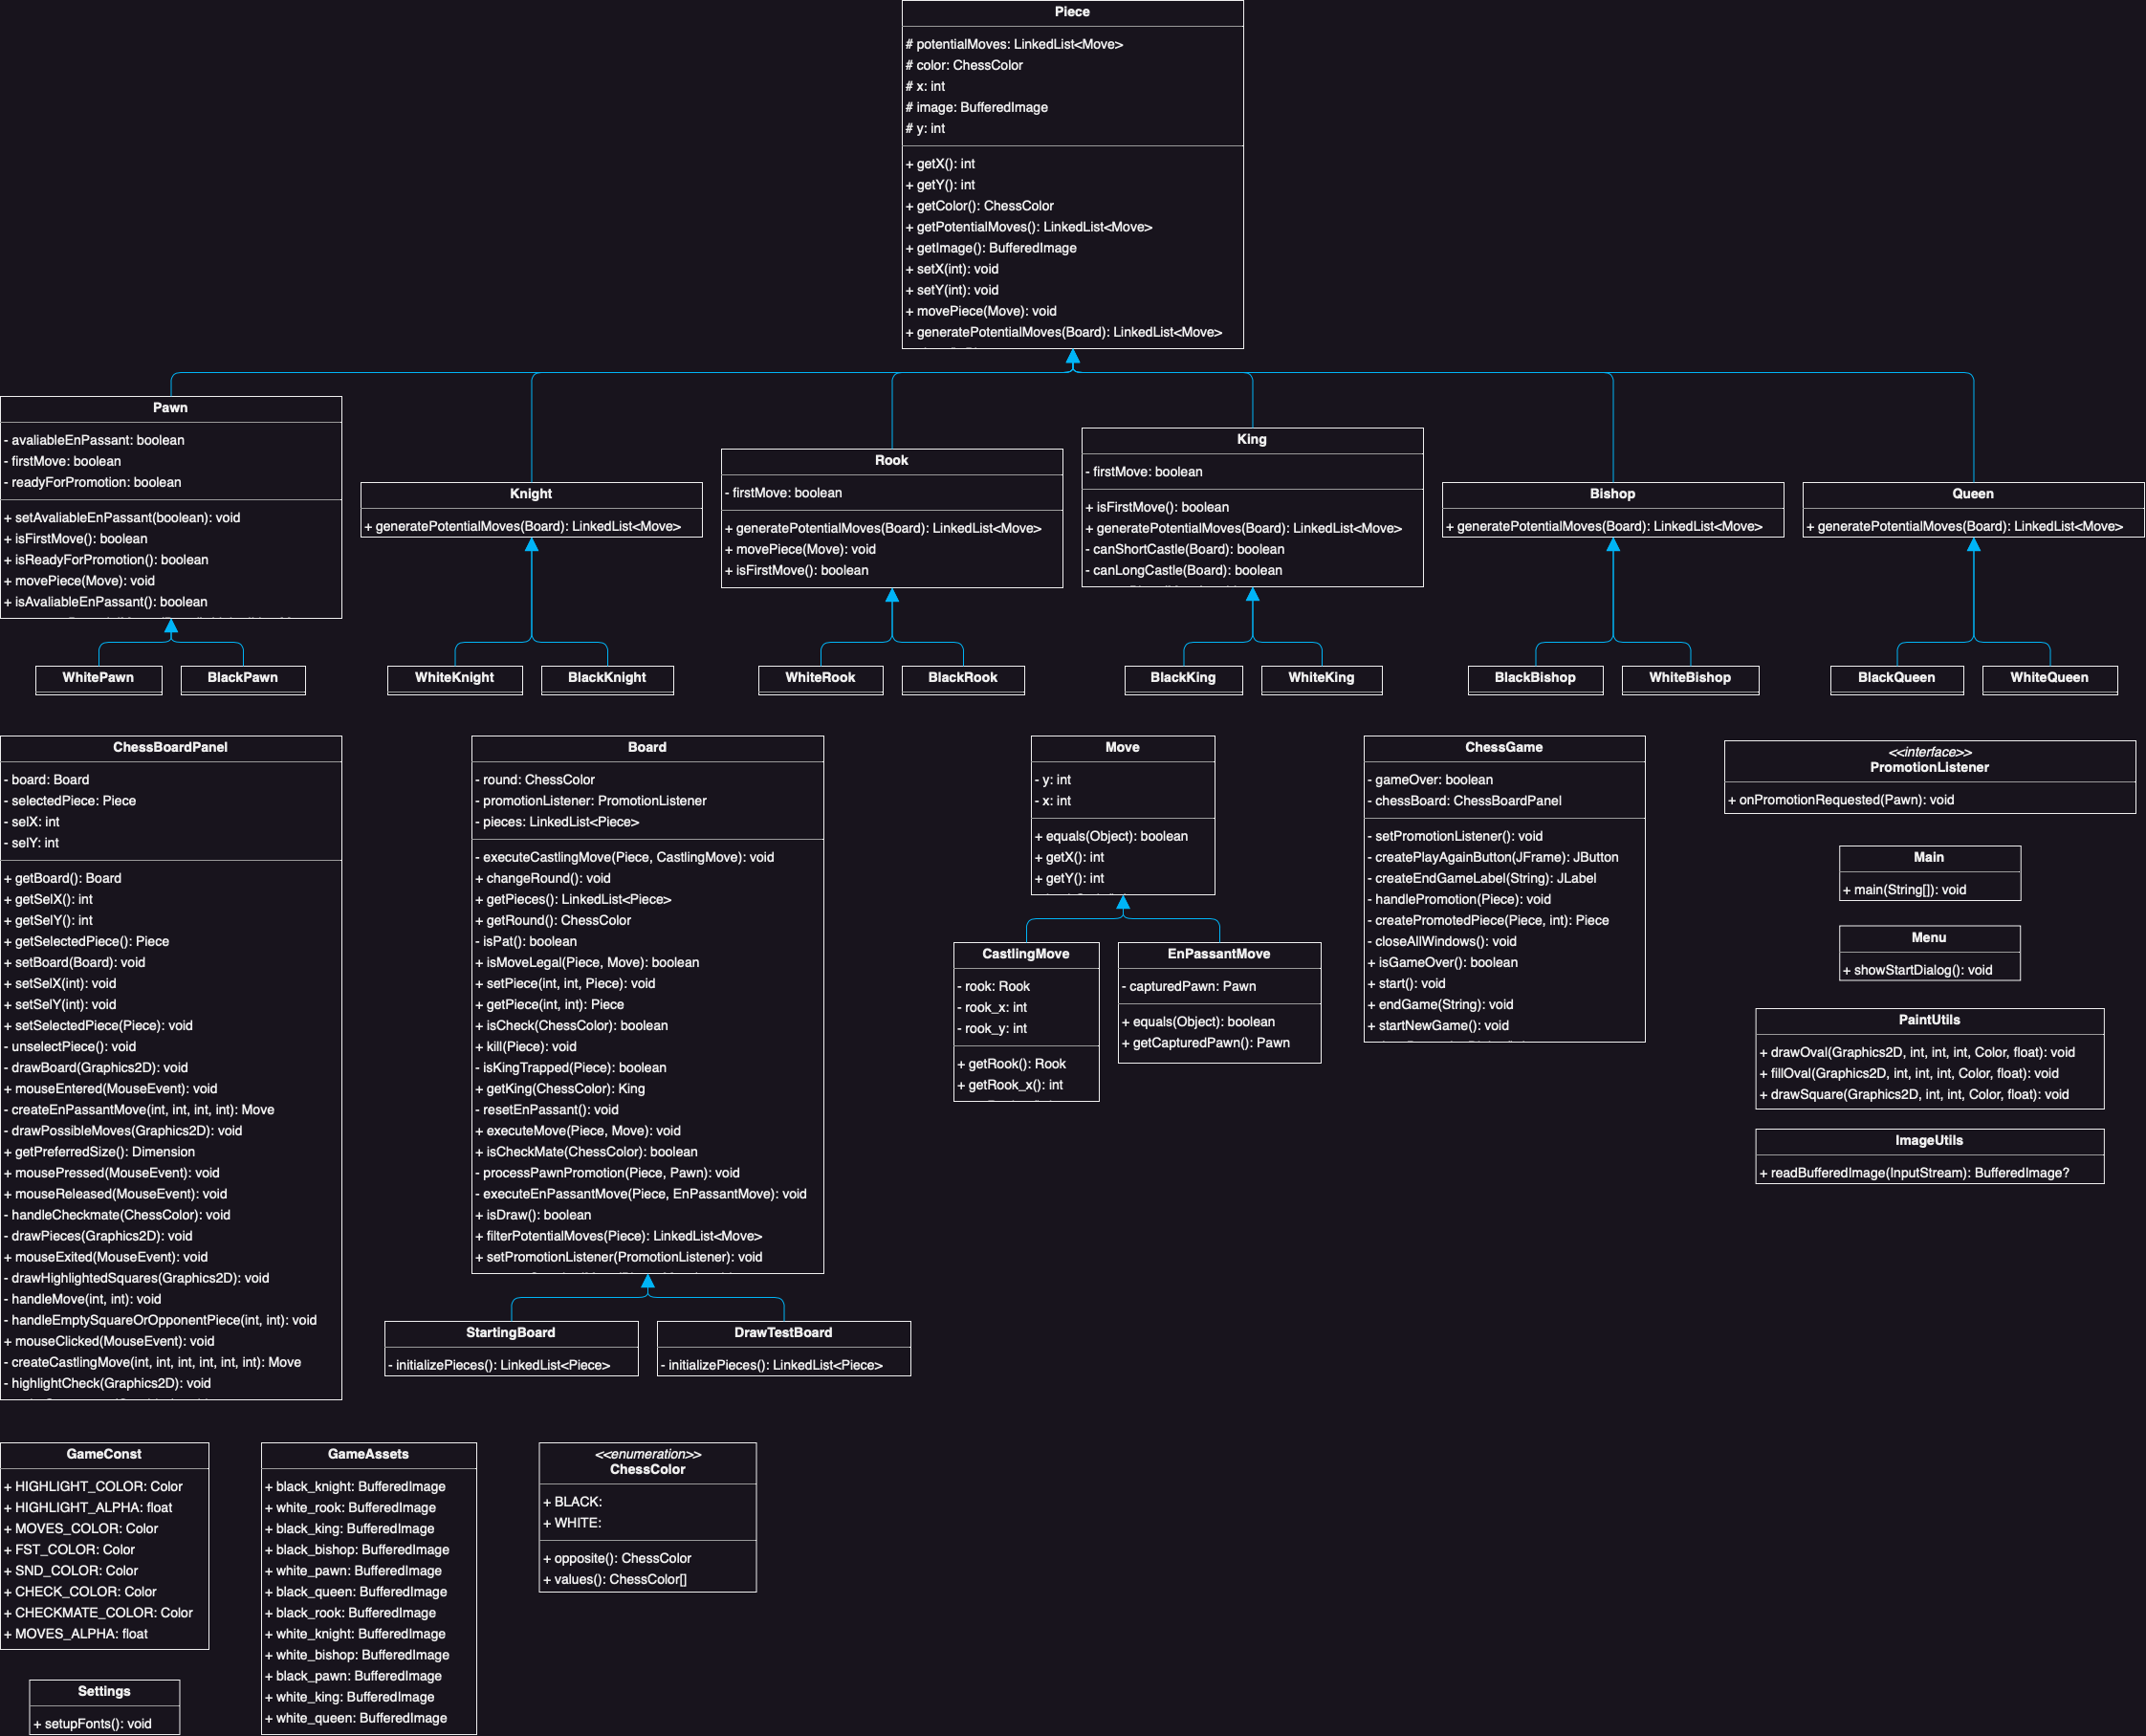 Piece
# potentialMoves: LinkedList<Move>
# color: ChessColor
# x: int
# image: BufferedImage
# y: int
+ getX(): int
+ getY(): int
+ getColor(): ChessColor
+ getPotentialMoves(): LinkedList<Move>
+ getImage(): BufferedImage
+ setX(int): void
+ setY(int): void
+ movePiece(Move): void
+ generatePotentialMoves(Board): LinkedList<Move>
Pawn
- avaliableEnPassant: boolean
- firstMove: boolean
- readyForPromotion: boolean
+ setAvaliableEnPassant(boolean): void
+ isFirstMove(): boolean
+ isReadyForPromotion(): boolean
+ movePiece(Move): void
+ isAvaliableEnPassant(): boolean
Knight
+ generatePotentialMoves(Board): LinkedList<Move>
Rook
- firstMove: boolean
+ generatePotentialMoves(Board): LinkedList<Move>
+ movePiece(Move): void
+ isFirstMove(): boolean
King
- firstMove: boolean
+ isFirstMove(): boolean
+ generatePotentialMoves(Board): LinkedList<Move>
- canShortCastle(Board): boolean
- canLongCastle(Board): boolean
Bishop
+ generatePotentialMoves(Board): LinkedList<Move>
Queen
+ generatePotentialMoves(Board): LinkedList<Move>
WhitePawn
BlackPawn
WhiteKnight
BlackKnight
WhiteRook
BlackRook
BlackKing
WhiteKing
BlackBishop
WhiteBishop
BlackQueen
WhiteQueen
ChessBoardPanel
- board: Board
- selectedPiece: Piece
- selX: int
- selY: int
+ getBoard(): Board
+ getSelX(): int
+ getSelY(): int
+ getSelectedPiece(): Piece
+ setBoard(Board): void
+ setSelX(int): void
+ setSelY(int): void
+ setSelectedPiece(Piece): void
- unselectPiece(): void
- drawBoard(Graphics2D): void
+ mouseEntered(MouseEvent): void
- createEnPassantMove(int, int, int, int): Move
- drawPossibleMoves(Graphics2D): void
+ getPreferredSize(): Dimension
+ mousePressed(MouseEvent): void
+ mouseReleased(MouseEvent): void
- handleCheckmate(ChessColor): void
- drawPieces(Graphics2D): void
+ mouseExited(MouseEvent): void
- drawHighlightedSquares(Graphics2D): void
- handleMove(int, int): void
- handleEmptySquareOrOpponentPiece(int, int): void
+ mouseClicked(MouseEvent): void
- createCastlingMove(int, int, int, int, int, int): Move
- highlightCheck(Graphics2D): void
Board
- round: ChessColor
- promotionListener: PromotionListener
- pieces: LinkedList<Piece>
- executeCastlingMove(Piece, CastlingMove): void
+ changeRound(): void
+ getPieces(): LinkedList<Piece>
+ getRound(): ChessColor
- isPat(): boolean
+ isMoveLegal(Piece, Move): boolean
+ setPiece(int, int, Piece): void
+ getPiece(int, int): Piece
+ isCheck(ChessColor): boolean
+ kill(Piece): void
- isKingTrapped(Piece): boolean
+ getKing(ChessColor): King
- resetEnPassant(): void
+ executeMove(Piece, Move): void
+ isCheckMate(ChessColor): boolean
- processPawnPromotion(Piece, Pawn): void
- executeEnPassantMove(Piece, EnPassantMove): void
+ isDraw(): boolean
+ filterPotentialMoves(Piece): LinkedList<Move>
+ setPromotionListener(PromotionListener): void
StartingBoard
- initializePieces(): LinkedList<Piece>
DrawTestBoard
- initializePieces(): LinkedList<Piece>
Move
- y: int
- x: int
+ equals(Object): boolean
+ getX(): int
+ getY(): int
CastlingMove
- rook: Rook
- rook_x: int
- rook_y: int
+ getRook(): Rook
+ getRook_x(): int
EnPassantMove
- capturedPawn: Pawn
+ equals(Object): boolean
+ getCapturedPawn(): Pawn
ChessGame
- gameOver: boolean
- chessBoard: ChessBoardPanel
- setPromotionListener(): void
- createPlayAgainButton(JFrame): JButton
- createEndGameLabel(String): JLabel
- handlePromotion(Piece): void
- createPromotedPiece(Piece, int): Piece
- closeAllWindows(): void
+ isGameOver(): boolean
+ start(): void
+ endGame(String): void
+ startNewGame(): void
<<interface>>
PromotionListener
+ onPromotionRequested(Pawn): void
Main
+ main(String[]): void
Menu
+ showStartDialog(): void
PaintUtils
+ drawOval(Graphics2D, int, int, int, Color, float): void
+ fillOval(Graphics2D, int, int, int, Color, float): void
+ drawSquare(Graphics2D, int, int, Color, float): void
ImageUtils
+ readBufferedImage(InputStream): BufferedImage?
GameConst
+ HIGHLIGHT_COLOR: Color
+ HIGHLIGHT_ALPHA: float
+ MOVES_COLOR: Color
+ FST_COLOR: Color
+ SND_COLOR: Color
+ CHECK_COLOR: Color
+ CHECKMATE_COLOR: Color
+ MOVES_ALPHA: float
Settings
+ setupFonts(): void
GameAssets
+ black_knight: BufferedImage
+ white_rook: BufferedImage
+ black_king: BufferedImage
+ black_bishop: BufferedImage
+ white_pawn: BufferedImage
+ black_queen: BufferedImage
+ black_rook: BufferedImage
+ white_knight: BufferedImage
+ white_bishop: BufferedImage
+ black_pawn: BufferedImage
+ white_king: BufferedImage
+ white_queen: BufferedImage
<<enumeration>>
ChessColor
+ BLACK:
+ WHITE:
+ opposite(): ChessColor
+ values(): ChessColor[]